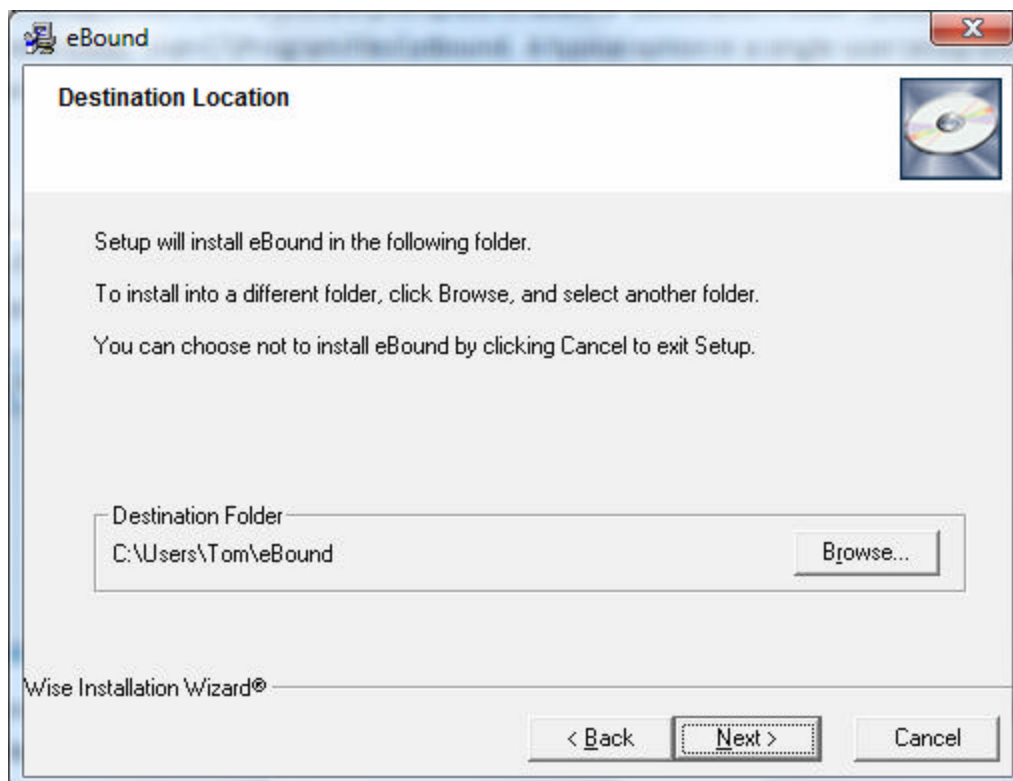 eBound
Destination Location
Setup will install eBound in the following folder.
To install into a different folder, click Browse, and select another folder.
You can choose not to install eBound by clicking Cancel to exit Setup.
Destination Folder
C:\Users\Tom\eBound
Browse...
Wise Installation Wizard®
< Back
Next >
Cancel